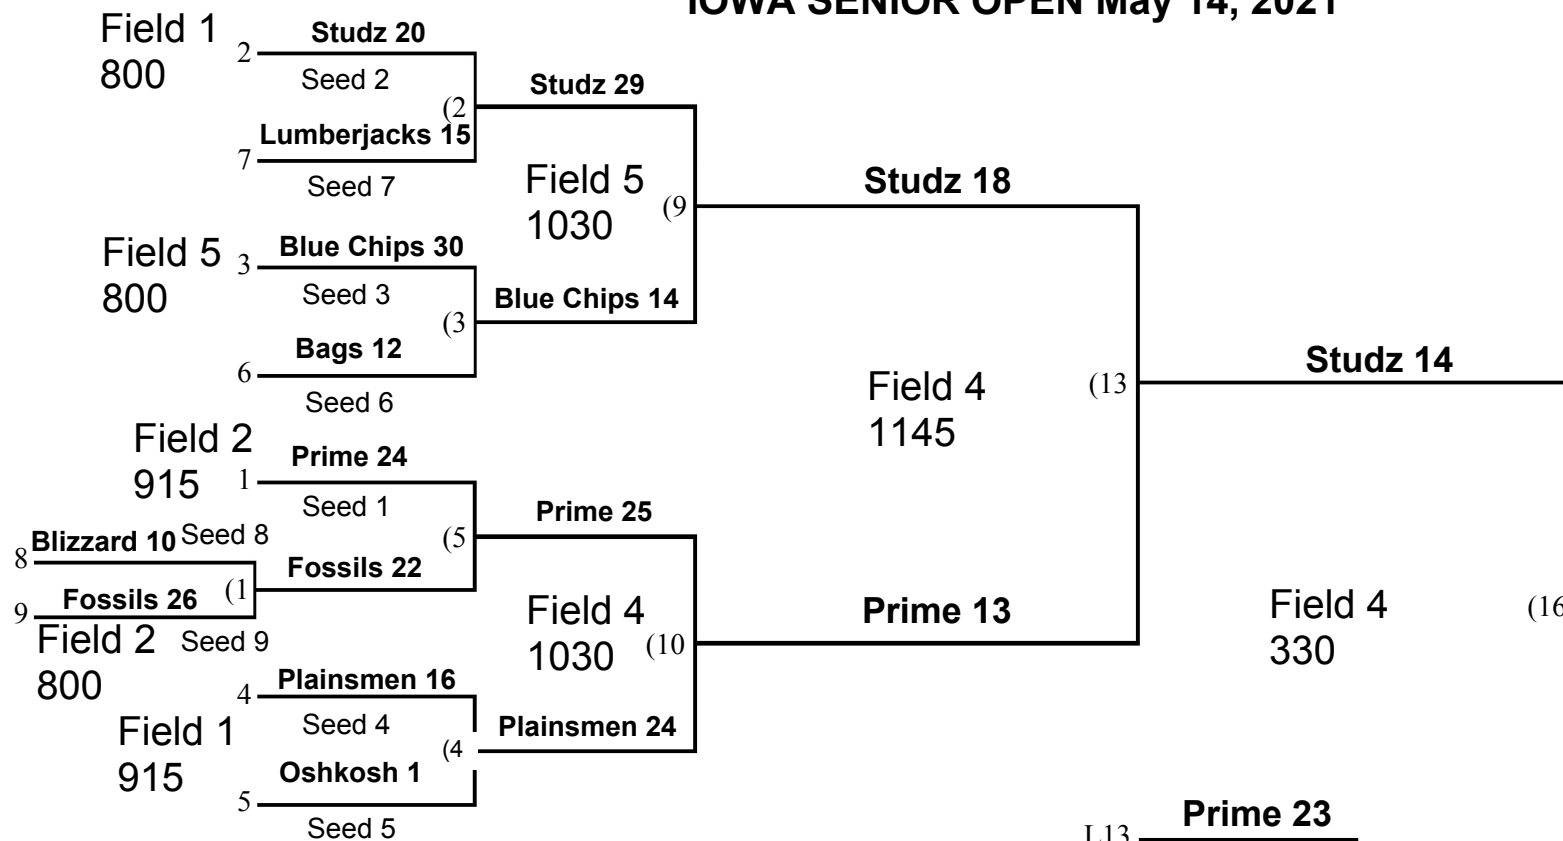 IOWA SENIOR OPEN May 14, 2021
Field 1
800
2
Studz 20
Seed 2
(2
Lumberjacks 15
7
Seed 7
Studz 29
Field 5
1030
(9
Studz 18
Field 5
800
3
Blue Chips 30
Seed 3
(3
Blue Chips 14
Bags 12
6
Seed 6
Field 4
1145
(13
Studz 14
Field 2
915
1
Prime 24
Seed 1
(5
Prime 25
8
Blizzard 10
Seed 8
(1
Fossils 22
9
Fossils 26
Seed 9
Field 2
800
Field 4
1030
(10
Prime 13
Field 4
330
(16
4
Plainsmen 16
Seed 4
(4
Plainsmen 24
Field 1
915
Oshkosh 1
5
Seed 5
Prime 23
L13